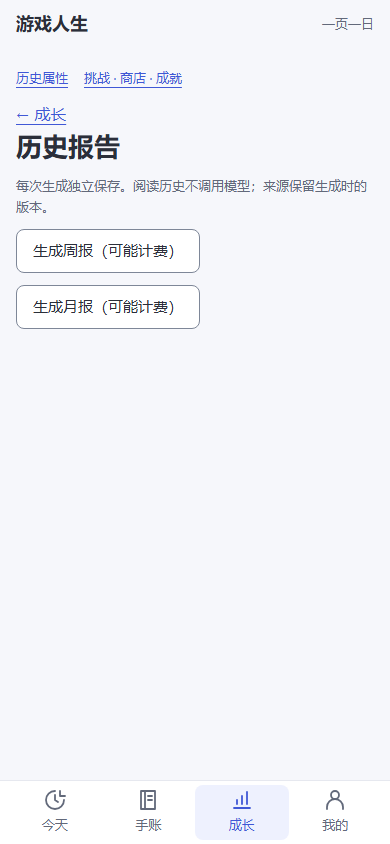 游戏人生
一页一日
历史属性
挑战 · 商店 · 成就
← 成长
历史报告
每次生成独立保存。阅读历史不调用模型；来源保留生成时的
版本。
生成周报（可能计费）
生成月报（可能计费）
今天
手账
成长
我的